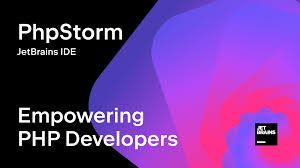 PhpStorm
JetBrains IDE
Empowering
PHP Developers
JET
BRAINS